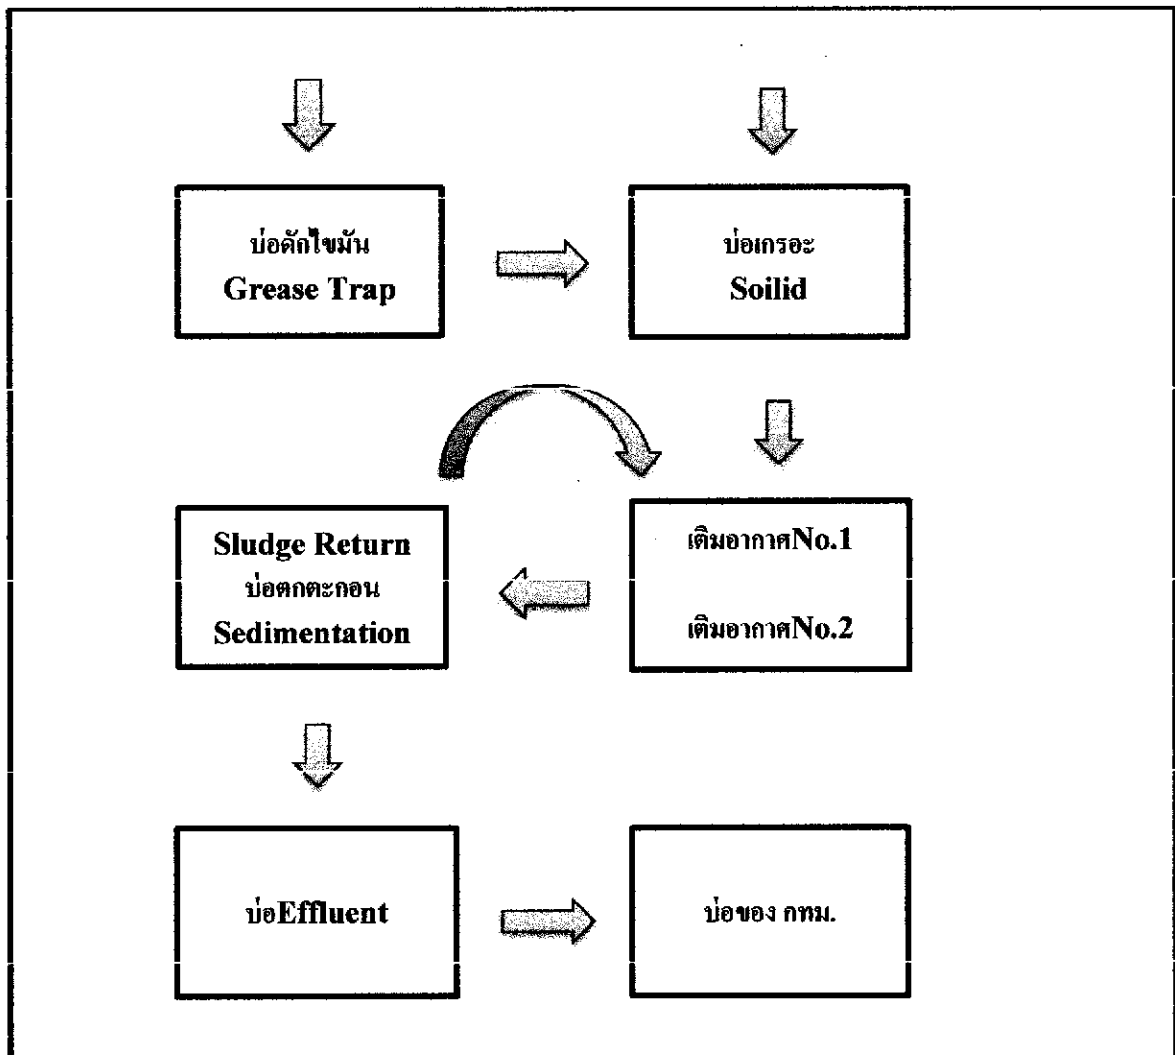 บ่อดักไขมัน
Grease Trap
บ่อเกรอะ
Soilid
Sludge Return
บ่อตกตะกอน
Sedimentation
เติมอากาศNo.1
เติมอากาศNo.2
บ่อEffluent
บ่อของ กทม.